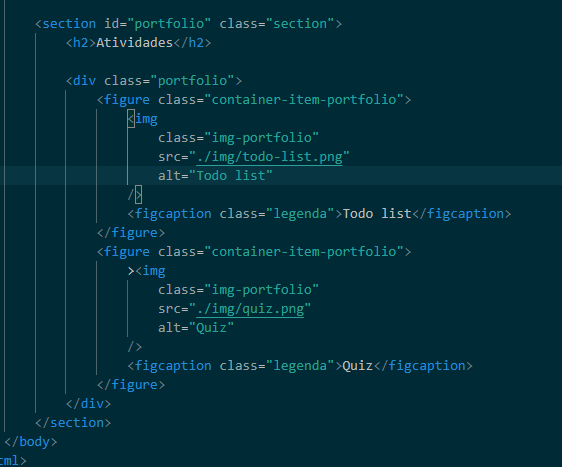 <section id="portfolio" class="section">
<h2>Atividades</h2>
<div class="portfolio">
<figure class="container-item-portfolio">
<img
class="img-portfolio"
src="./img/todo-list.png"
alt="Todo list"
/>
<figcaption class="legenda">Todo list</figcaption>
</figure>
<figure class="container-item-portfolio">
><img
class="img-portfolio"
src="./img/quiz.png"
alt="Quiz"
/>
<figcaption class="legenda">Quiz</figcaption>
</figure>
</div>
</section>
</body>
tml>